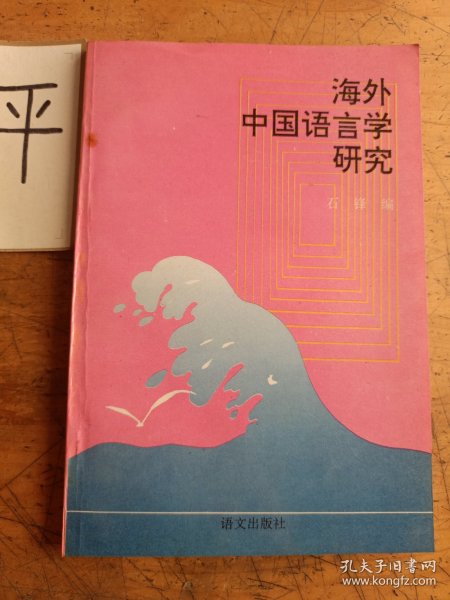 平
海外
中国语言学
研究
石锋 编
语文出版社
孔夫子旧书网
www.kongfz.com